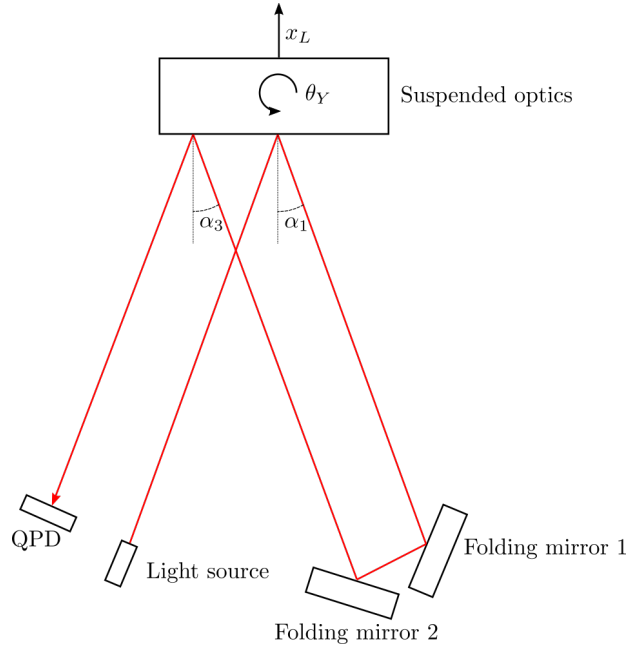 x_L
θ_Y
Suspended optics
α_3
α_1
QPD
Light source
Folding mirror 1
Folding mirror 2